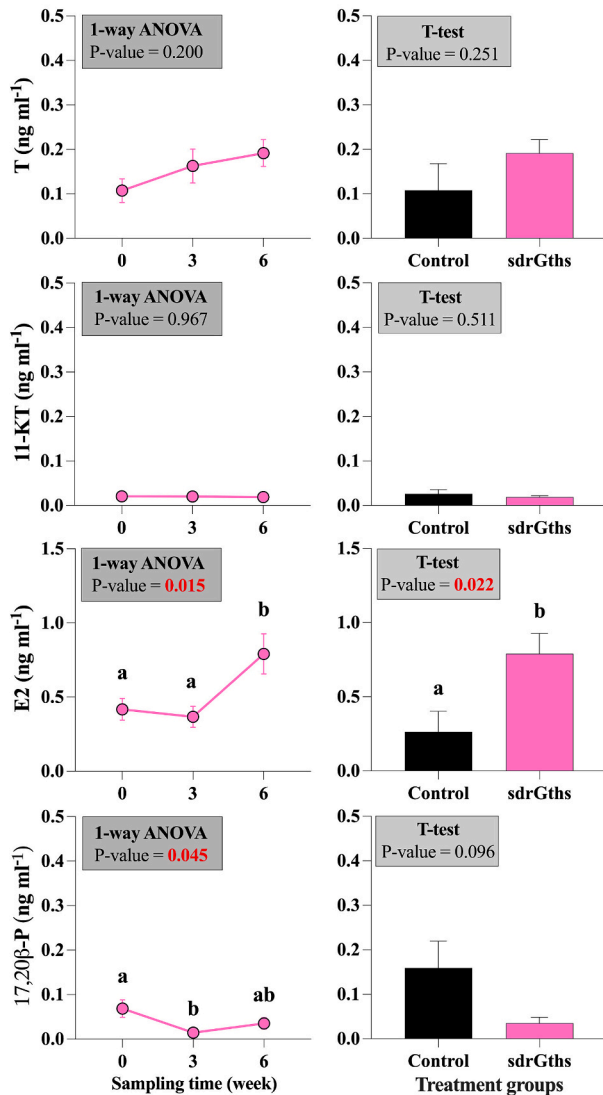 1-way ANOVA
P-value = 0.200
T (ng ml⁻¹)
0.5
0.4
0.3
0.2
0.1
0.0
0 3 6
T-test
P-value = 0.251
0.5
0.4
0.3
0.2
0.1
0.0
Control sdrGths
1-way ANOVA
P-value = 0.967
11-KT (ng ml⁻¹)
0.5
0.4
0.3
0.2
0.1
0.0
0 3 6
T-test
P-value = 0.511
0.5
0.4
0.3
0.2
0.1
0.0
Control sdrGths
1-way ANOVA
P-value = 0.015
E2 (ng ml⁻¹)
1.5
1.0
0.5
0.0
a a b
0 3 6
T-test
P-value = 0.022
1.5
1.0
0.5
0.0
a b
Control sdrGths
1-way ANOVA
P-value = 0.045
17,20β-P (ng ml⁻¹)
0.5
0.4
0.3
0.2
0.1
0.0
a b ab
0 3 6
Sampling time (week)
T-test
P-value = 0.096
0.5
0.4
0.3
0.2
0.1
0.0
Control sdrGths
Treatment groups